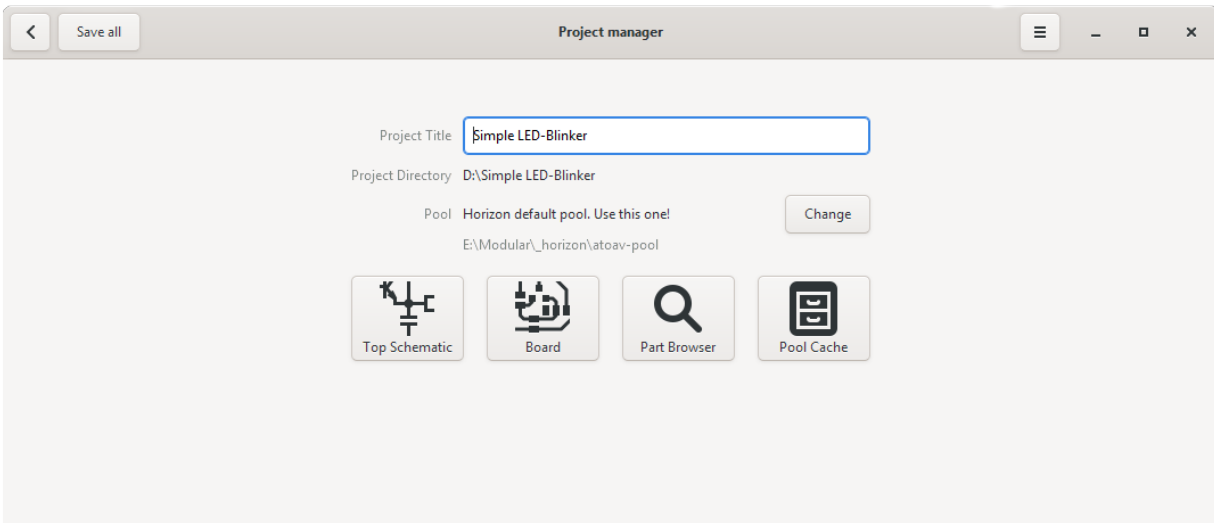 Save all
Project manager
Project Title Simple LED-Blinker
Project Directory D:\Simple LED-Blinker
Pool Horizon default pool. Use this one! Change
E:\Modular\_horizon\atoav-pool
Top Schematic Board Part Browser Pool Cache